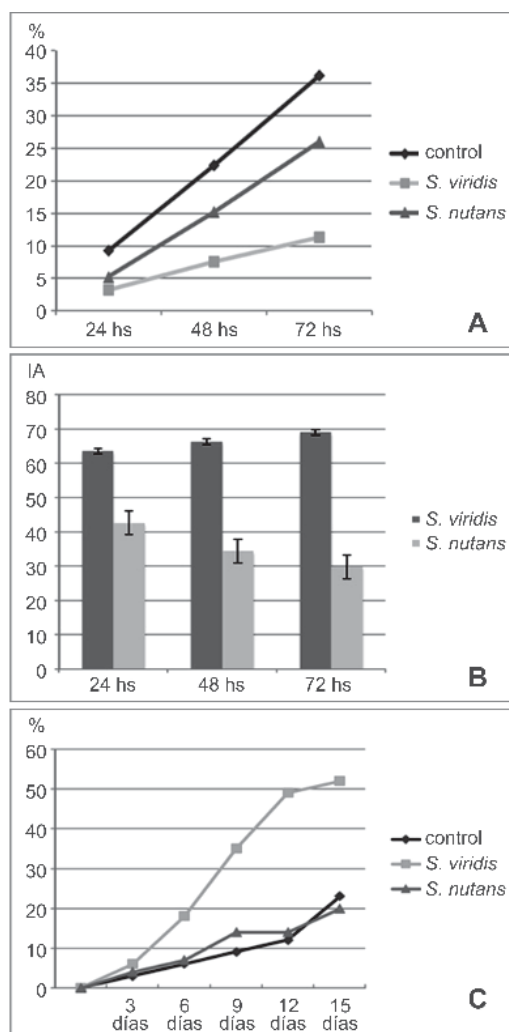 %
40
35
30
25
20
15
10
5
0
24 hs 48 hs 72 hs
control
S. viridis
S. nutans
A
IA
80
70
60
50
40
30
20
10
0
24 hs 48 hs 72 hs
S. viridis
S. nutans
B
%
60
50
40
30
20
10
0
3 6 9 12 15
días días días días días
control
S. viridis
S. nutans
C